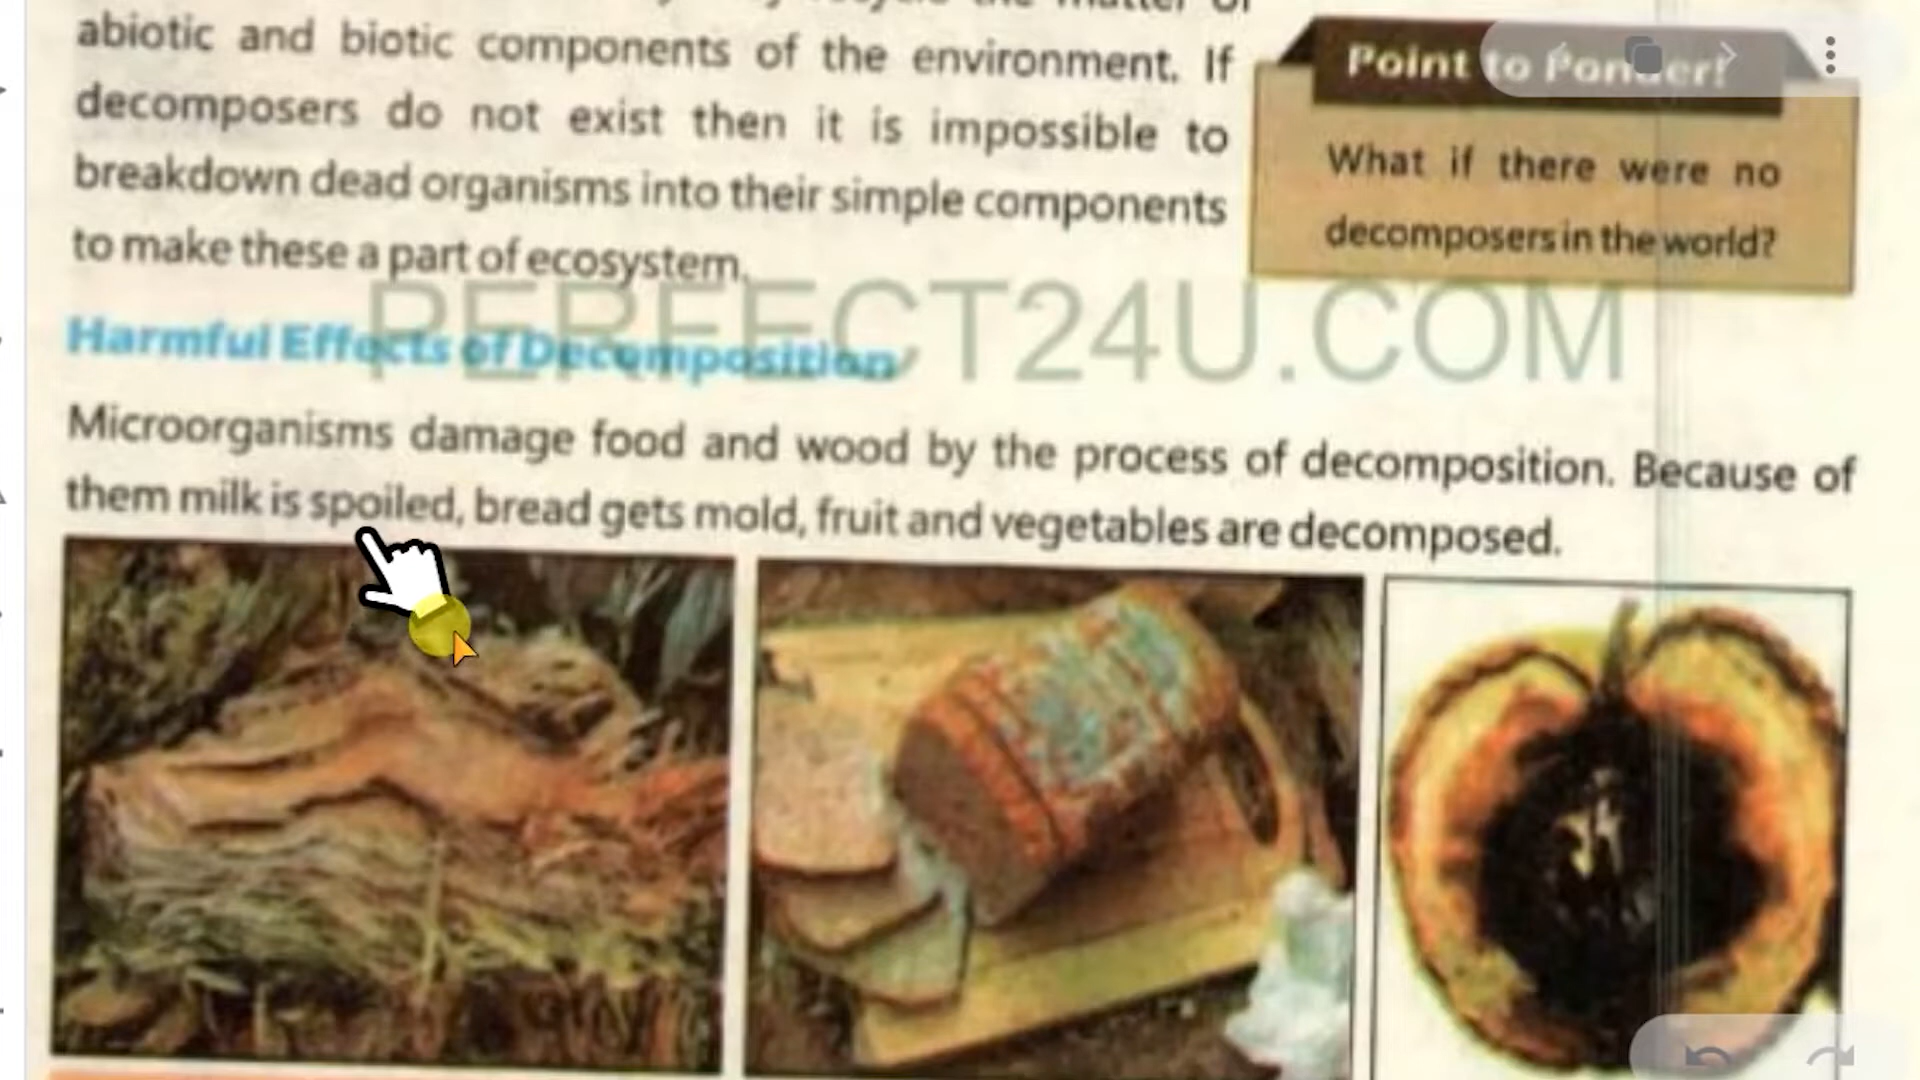 abiotic and biotic components of the environment. If
decomposers do not exist then it is impossible to
breakdown dead organisms into their simple components
to make these a part of ecosystem.
Point to Ponder!
What if there were no
decomposers in the world?
PERFECT24U.COM
Harmful Effects of Decomposition
Microorganisms damage food and wood by the process of decomposition. Because of
them milk is spoiled, bread gets mold, fruit and vegetables are decomposed.